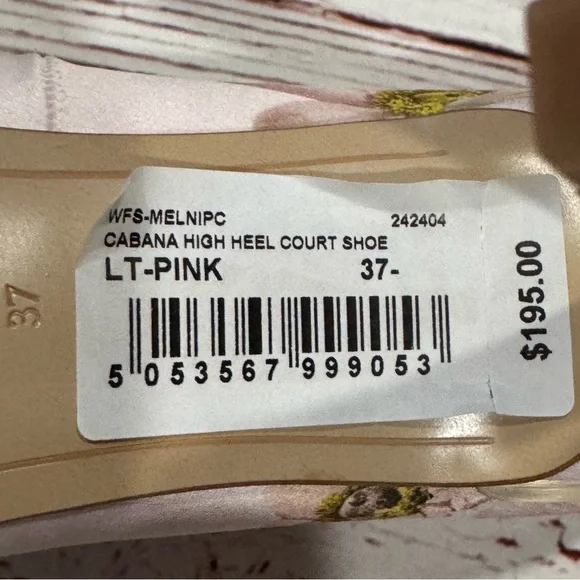 WFS-MELNIPC 242404
CABANA HIGH HEEL COURT SHOE
LT-PINK 37-
5 053567 999053
$195.00
37